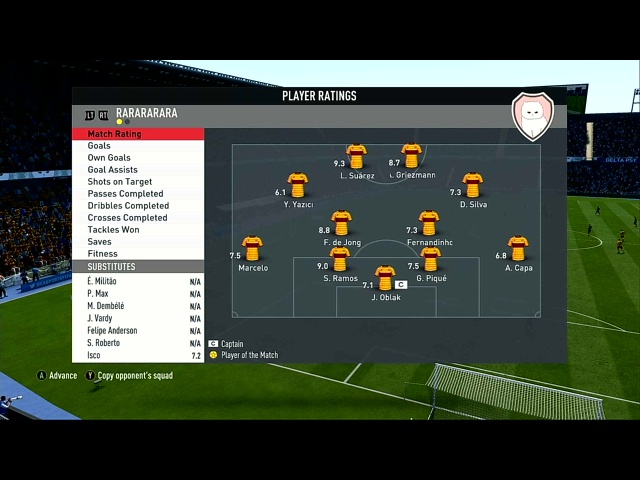 PLAYER RATINGS
LT RT RARARARARA
Match Rating
Goals
Own Goals
Goal Assists
Shots on Target
Passes Completed
Dribbles Completed
Crosses Completed
Tackles Won
Saves
Fitness
SUBSTITUTES
É. Militão N/A
P. Max N/A
M. Dembélé N/A
J. Vardy N/A
Felipe Anderson N/A
S. Roberto N/A
Isco 7.2
9.3 8.7
L. Suárez Griezmann
6.1 7.3
Y. Yazici D. Silva
8.8 7.3
F. de Jong Fernandinho
7.5 6.8
Marcelo A. Capa
9.0 7.5
S. Ramos G. Piqué
7.1 C
J. Oblak
C Captain
Player of the Match
A Advance Y Copy opponent's squad